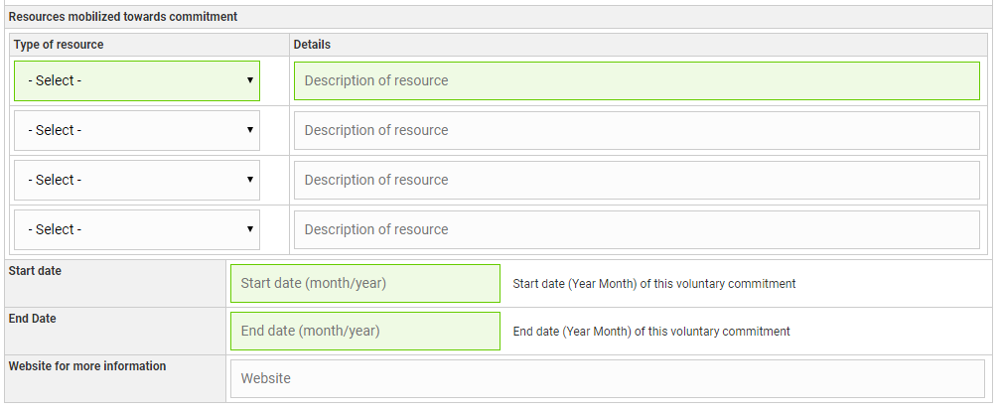 Resources mobilized towards commitment
Type of resource Details
- Select - Description of resource
- Select - Description of resource
- Select - Description of resource
- Select - Description of resource
Start date Start date (month/year) Start date (Year Month) of this voluntary commitment
End Date End date (month/year) End date (Year Month) of this voluntary commitment
Website for more information Website